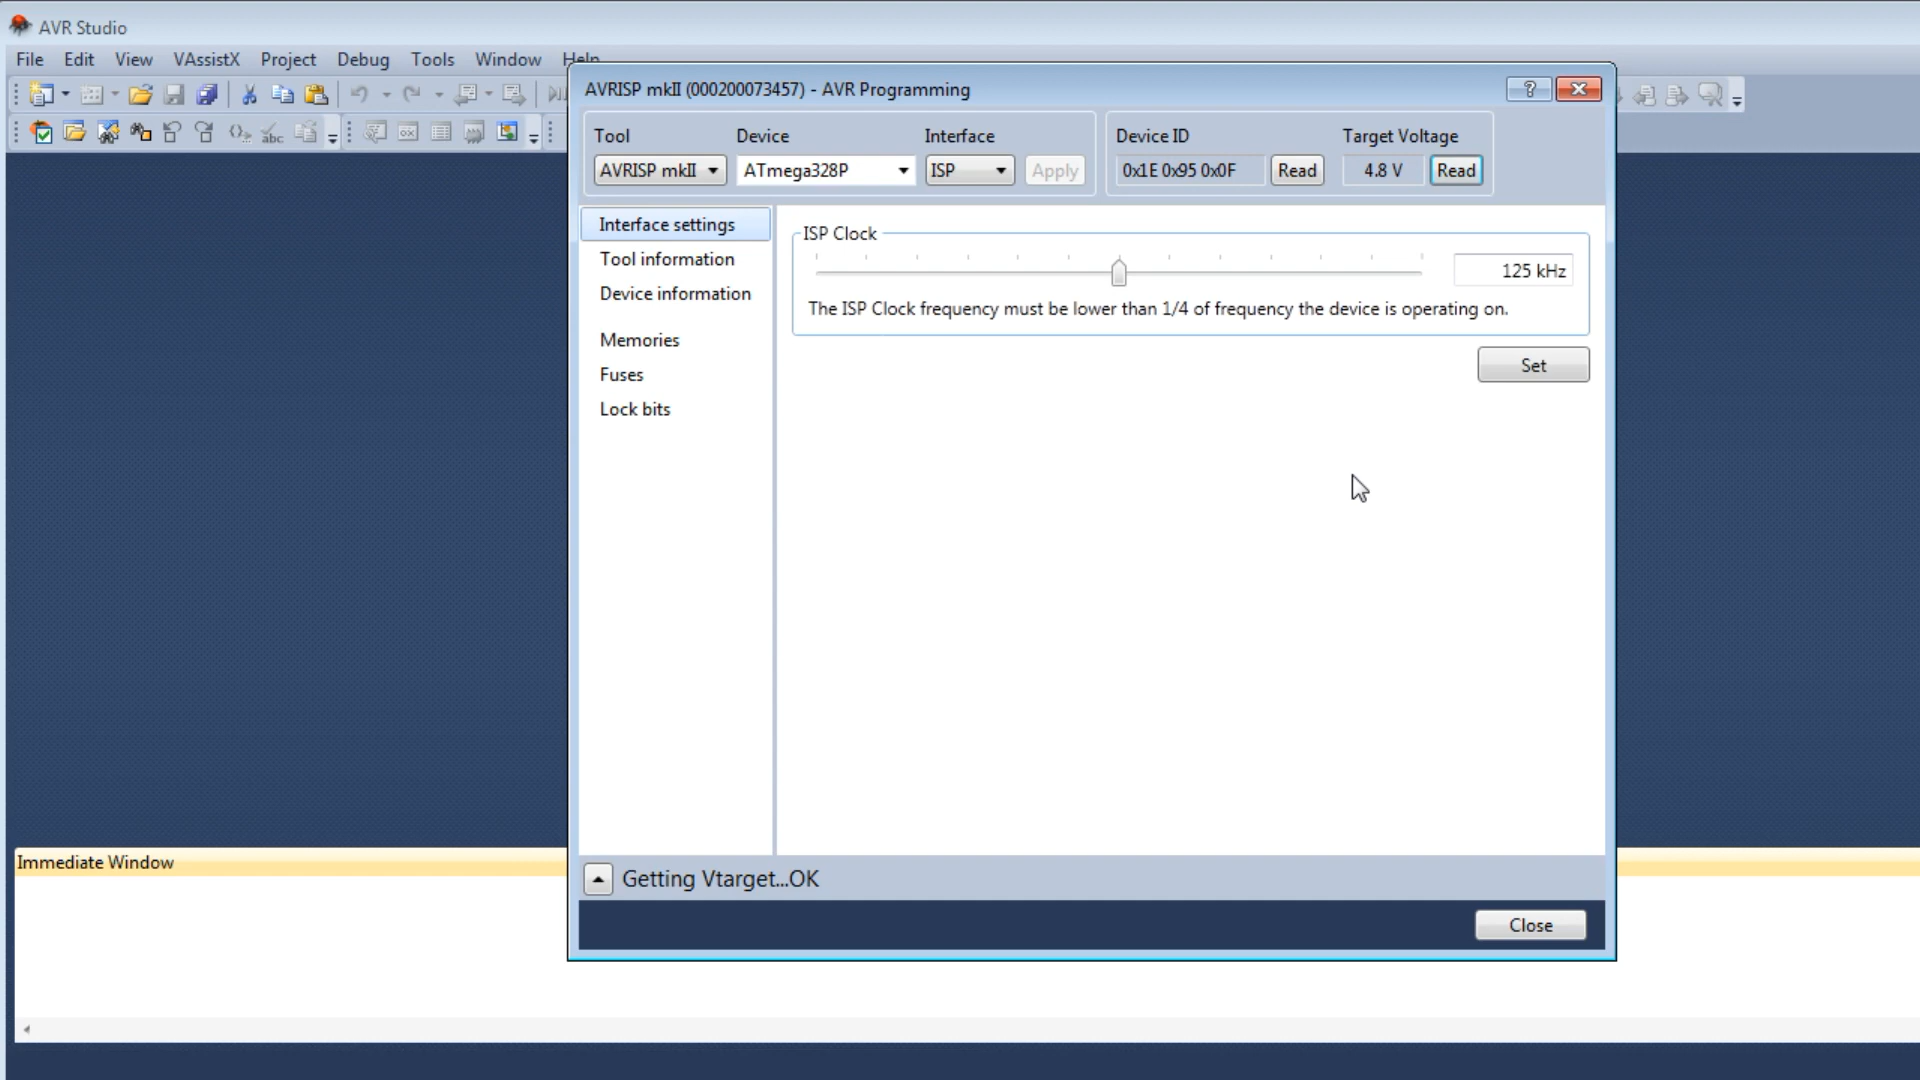 AVR Studio
File Edit View VAssistX Project Debug Tools Window Help
AVRISP mkII (000200073457) - AVR Programming
Tool Device Interface Device ID Target Voltage
AVRISP mkII ATmega328P ISP Apply 0x1E 0x95 0x0F Read 4.8 V Read
Interface settings
Tool information
Device information
Memories
Fuses
Lock bits
ISP Clock
125 kHz
The ISP Clock frequency must be lower than 1/4 of frequency the device is operating on.
Set
Immediate Window
Getting Vtarget...OK
Close